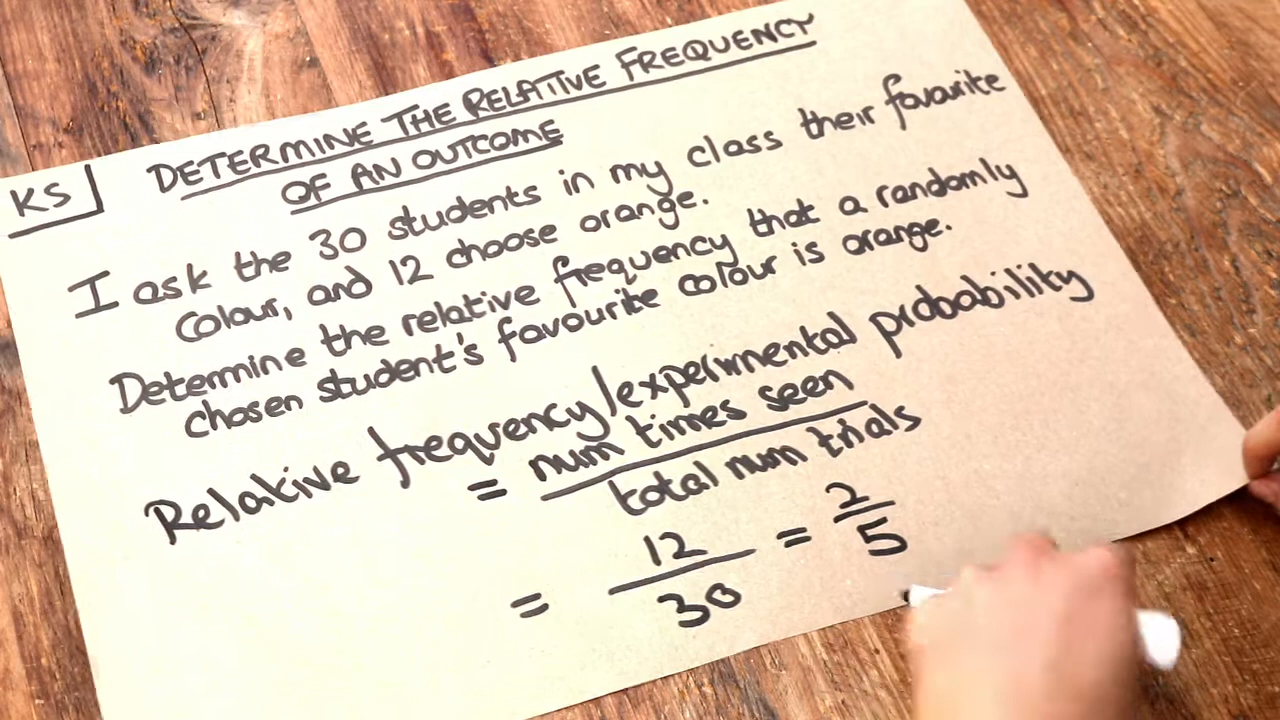 KS
DETERMINE THE RELATIVE FREQUENCY
OF AN OUTCOME
I ask the 30 students in my class their favourite
colour, and 12 choose orange.
Determine the relative frequency that a randomly
chosen student's favourite colour is orange.
Relative frequency/experimental probability
= num times seen / total num trials
= 12/30 = 2/5